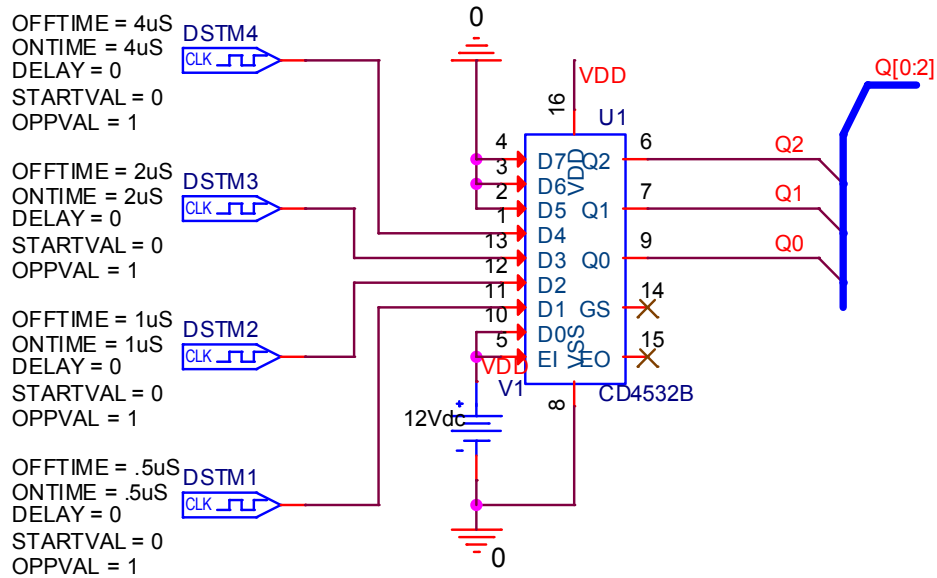 OFFTIME = 4uS
ONTIME = 4uS
DELAY = 0
STARTVAL = 0
OPPVAL = 1
DSTM4
CLK
OFFTIME = 2uS
ONTIME = 2uS
DELAY = 0
STARTVAL = 0
OPPVAL = 1
DSTM3
CLK
OFFTIME = 1uS
ONTIME = 1uS
DELAY = 0
STARTVAL = 0
OPPVAL = 1
DSTM2
CLK
OFFTIME = .5uS
ONTIME = .5uS
DELAY = 0
STARTVAL = 0
OPPVAL = 1
DSTM1
CLK
0
VDD
16
U1
4
D7
3
D6
2
D5
1
D4
13
D3
12
D2
11
D1
10
D0
5
EI
VDD
VSS
Q2
6
Q1
7
Q0
9
GS
14
EO
15
8
CD4532B
VDD
V1
12Vdc
+
-
0
Q2
Q1
Q0
Q[0:2]